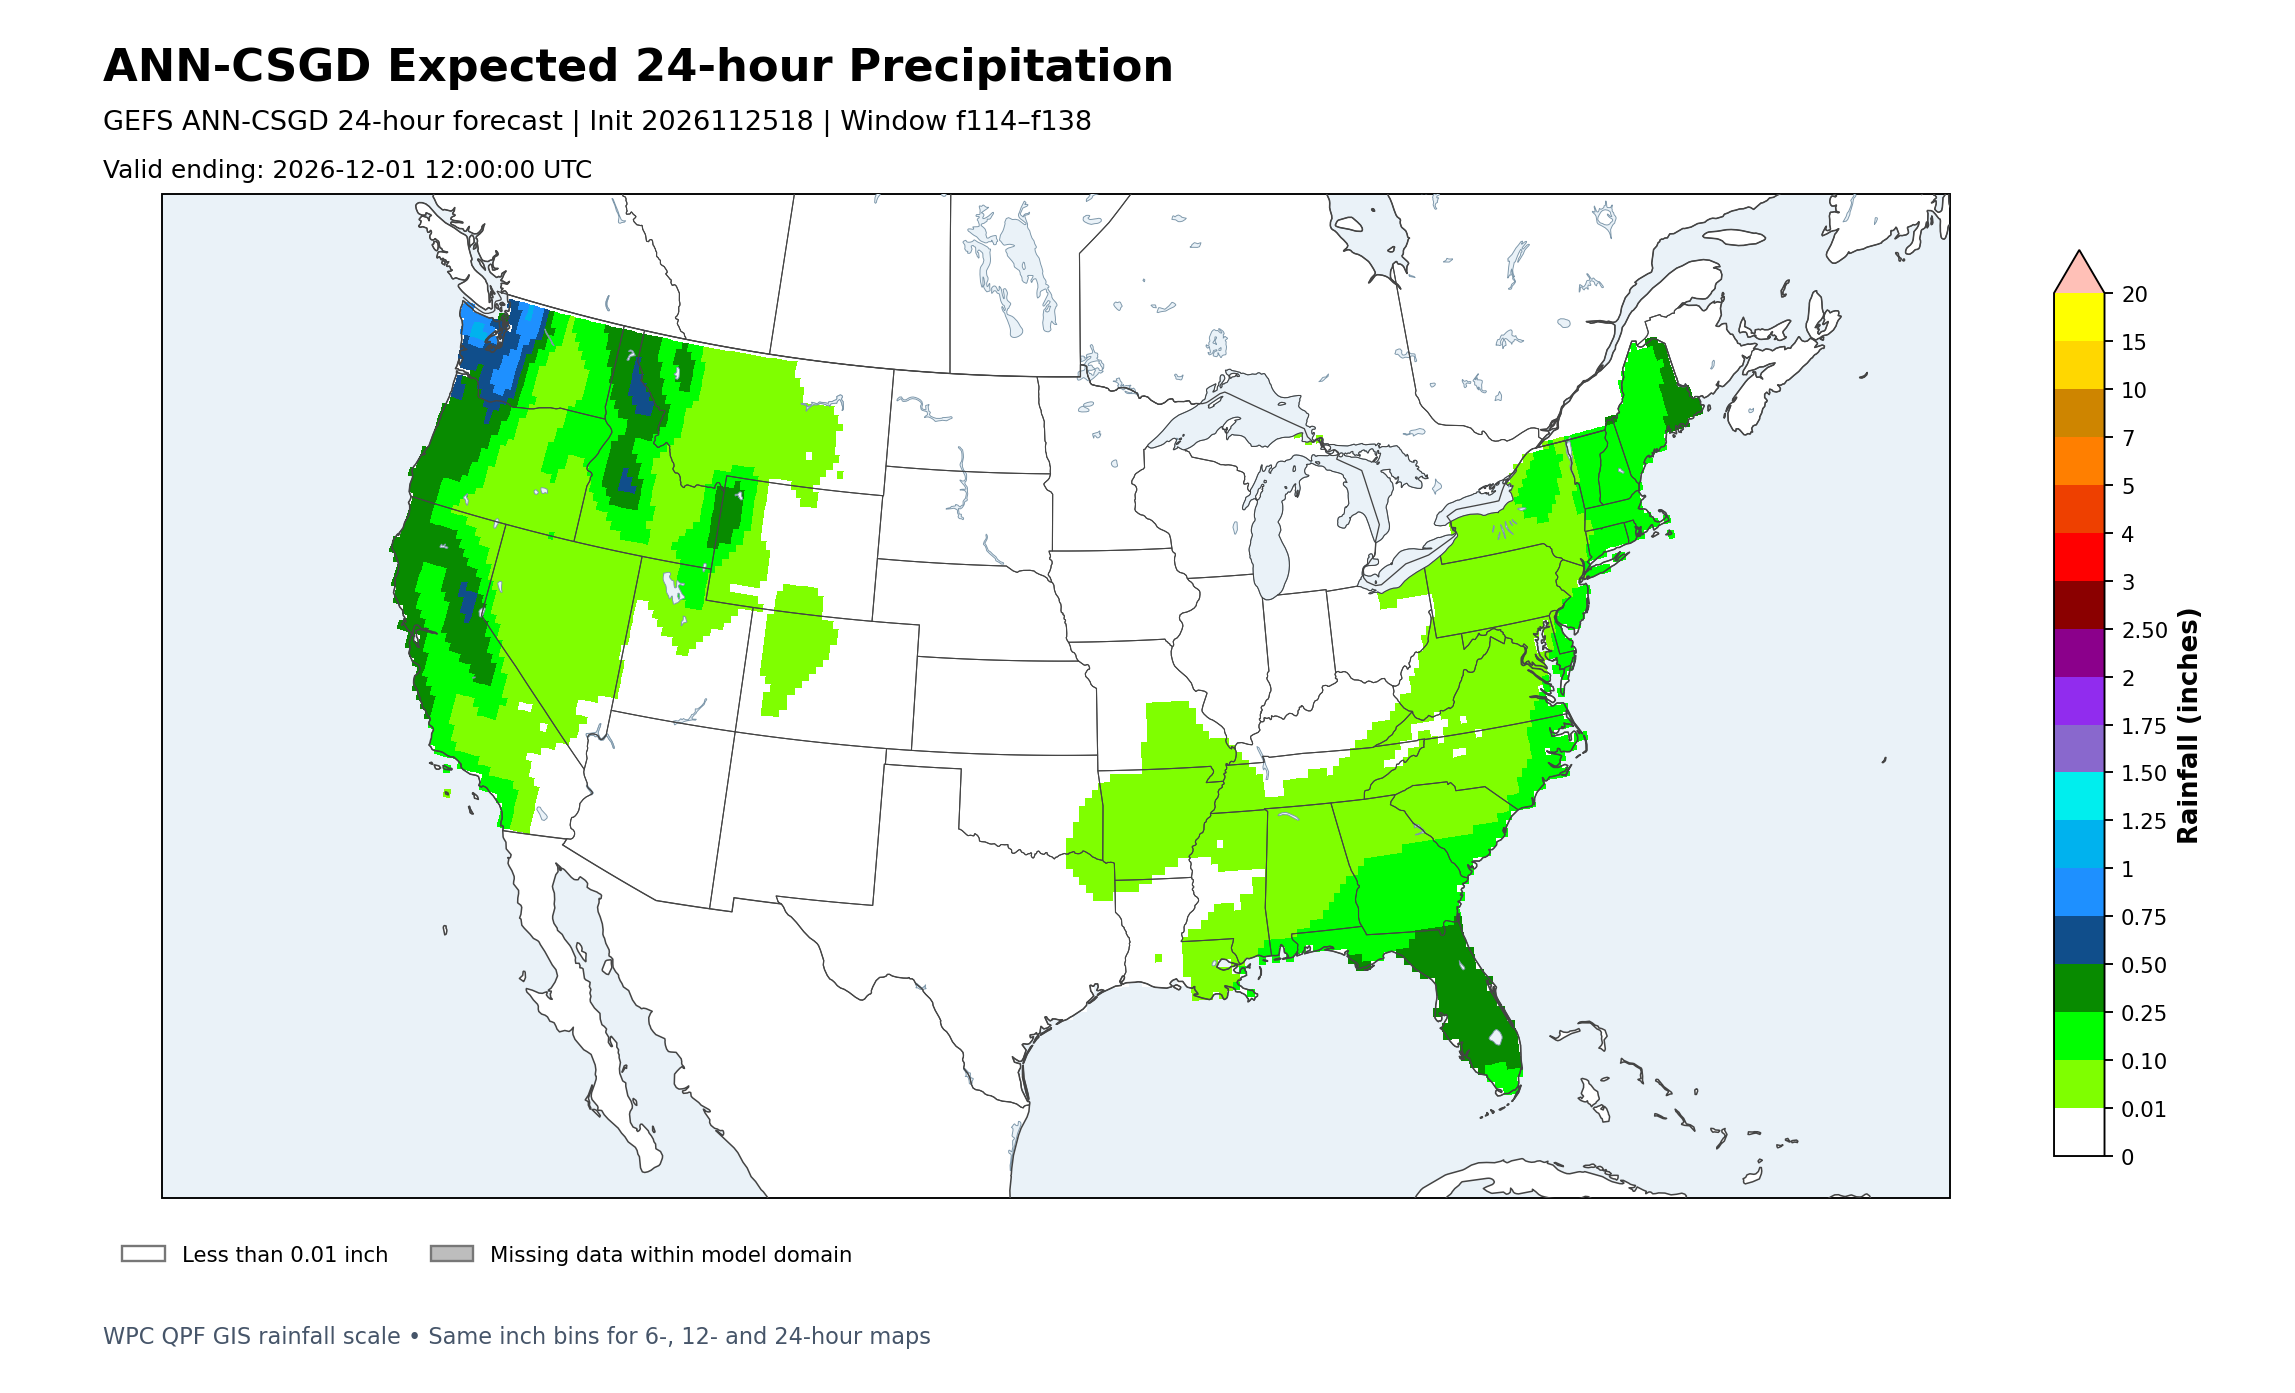 ANN-CSGD Expected 24-hour Precipitation
GEFS ANN-CSGD 24-hour forecast | Init 2026112518 | Window f114–f138
Valid ending: 2026-12-01 12:00:00 UTC
20
15
10
7
5
4
3
2.50
2
1.75
1.50
1.25
1
0.75
0.50
0.25
0.10
0.01
0
Rainfall (inches)
Less than 0.01 inch
Missing data within model domain
WPC QPF GIS rainfall scale • Same inch bins for 6-, 12- and 24-hour maps